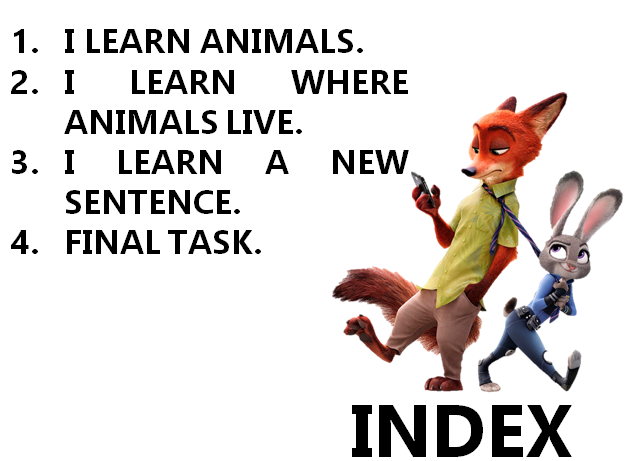 1. I LEARN ANIMALS.
2. I LEARN WHERE
ANIMALS LIVE.
3. I LEARN A NEW
SENTENCE.
4. FINAL TASK.
INDEX